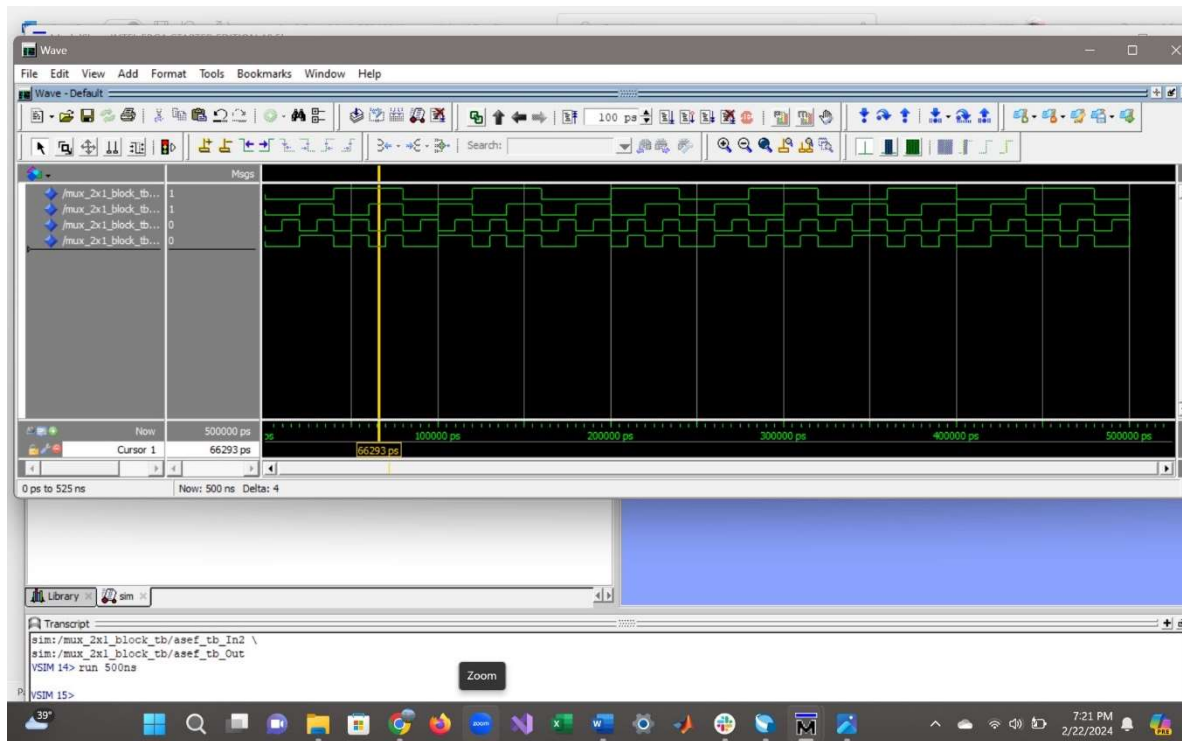 Wave
File Edit View Add Format Tools Bookmarks Window Help
Wave - Default
100 ps
Search:
Msgs
/mux_2x1_block_tb... 1
/mux_2x1_block_tb... 1
/mux_2x1_block_tb... 0
/mux_2x1_block_tb... 0
Now 500000 ps
ps 100000 ps 200000 ps 300000 ps 400000 ps 500000 ps
Cursor 1 66293 ps
66293 ps
0 ps to 525 ns Now: 500 ns Delta: 4
Library sim
Transcript
sim:/mux_2x1_block_tb/asef_tb_In2 \
sim:/mux_2x1_block_tb/asef_tb_Out
VSIM 14> run 500ns
VSIM 15>
Zoom
39°
zoom
7:21 PM
2/22/2024
PRE